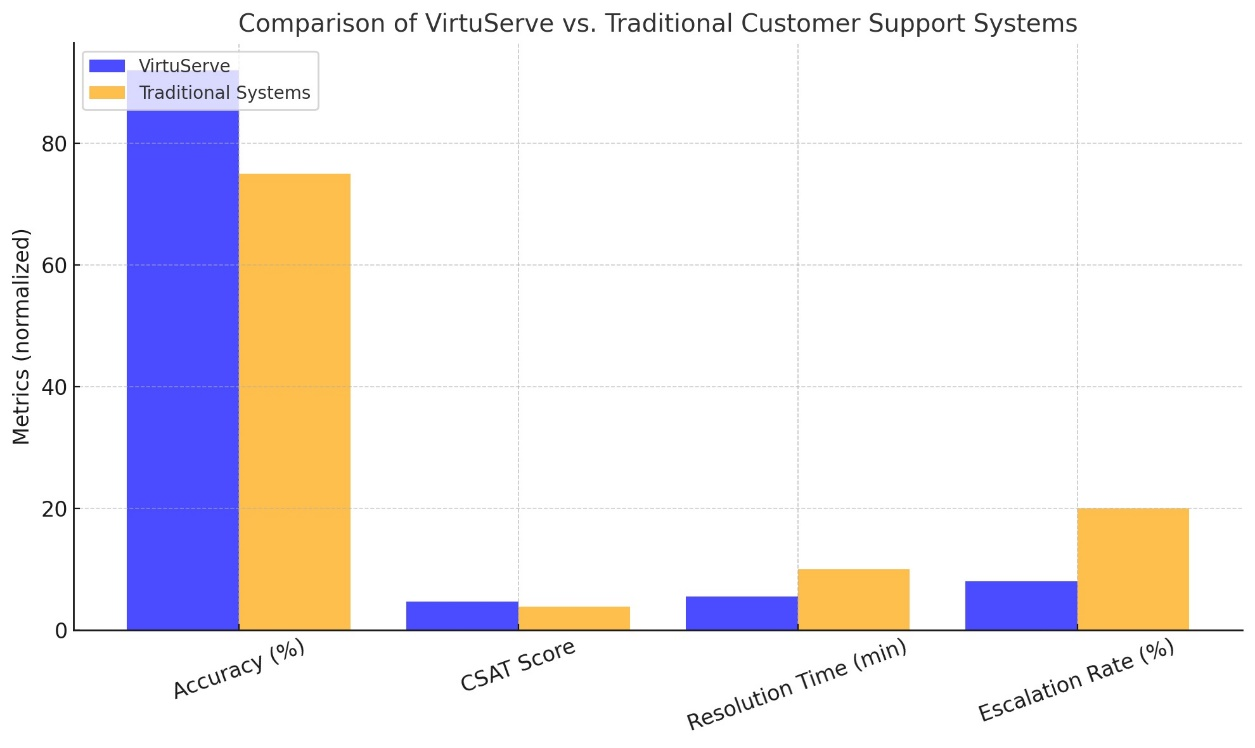 Comparison of VirtuServe vs. Traditional Customer Support Systems
VirtuServe
Traditional Systems
Metrics (normalized)
80
60
40
20
0
Accuracy (%)
CSAT Score
Resolution Time (min)
Escalation Rate (%)